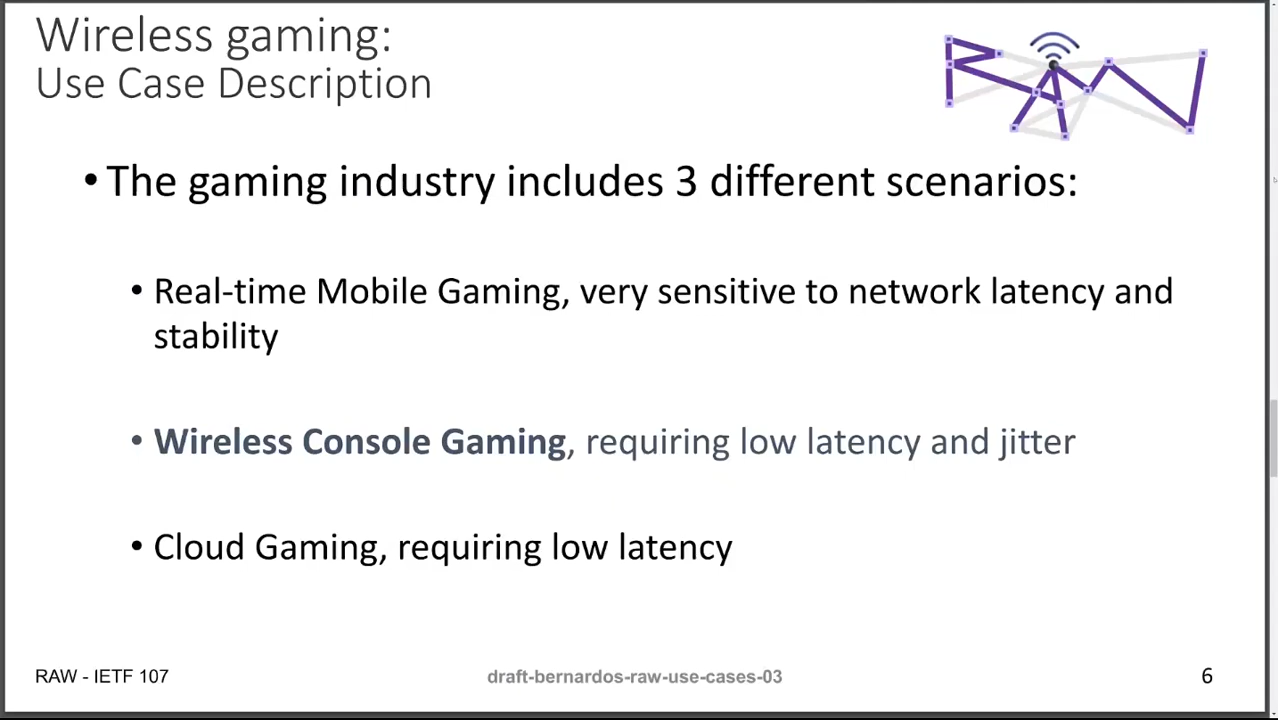 Wireless gaming:
Use Case Description
RAW
• The gaming industry includes 3 different scenarios:
• Real-time Mobile Gaming, very sensitive to network latency and
stability
• Wireless Console Gaming, requiring low latency and jitter
• Cloud Gaming, requiring low latency
RAW - IETF 107
draft-bernardos-raw-use-cases-03
6